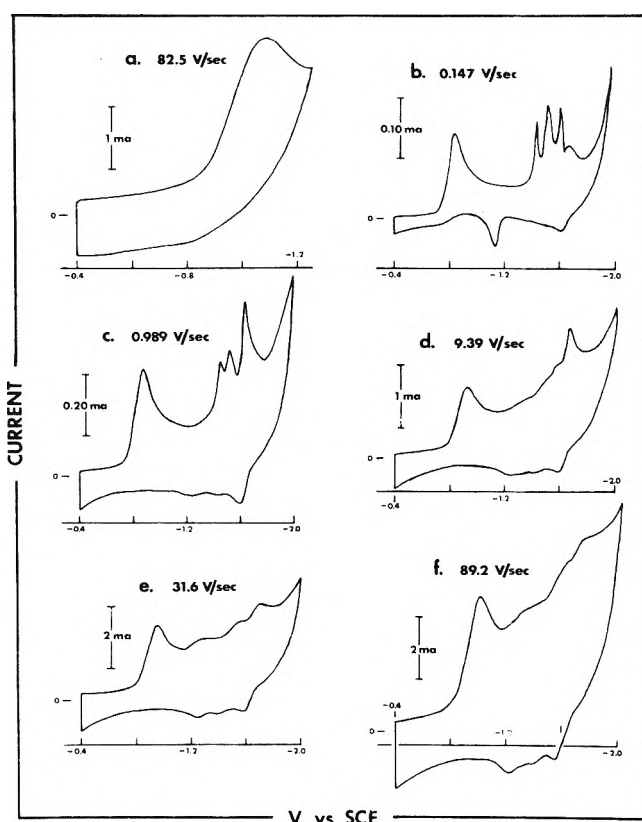 CURRENT
a. 82.5 V/sec
1 ma
0
-0.4
-0.8
-1.2
b. 0.147 V/sec
0.10 ma
0
-0.4
-1.2
-2.0
c. 0.989 V/sec
0.20 ma
0
-0.4
-1.2
-2.0
d. 9.39 V/sec
1 ma
0
-0.4
-1.2
-2.0
e. 31.6 V/sec
2 ma
0
-0.4
-1.2
-2.0
f. 89.2 V/sec
2 ma
-0.4
0
-1.2
-2.0
V vs SCE